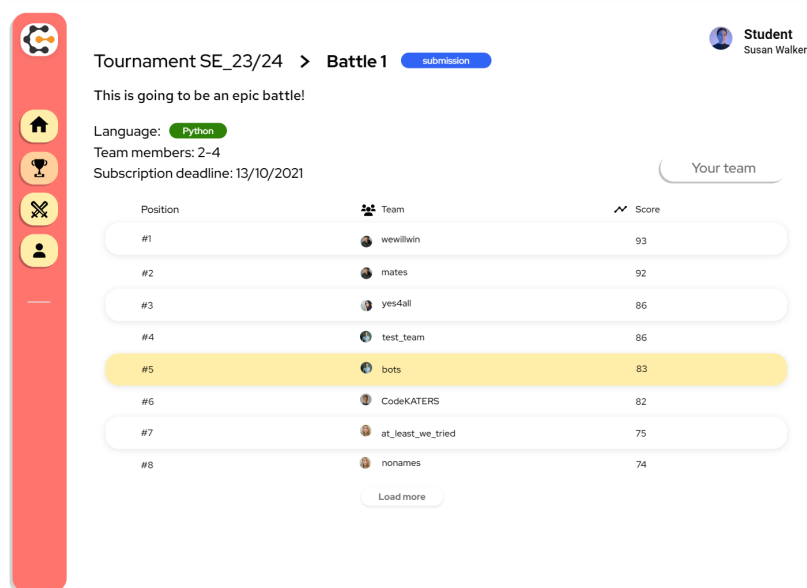 Student
Susan Walker
Tournament SE_23/24 > Battle 1 submission
This is going to be an epic battle!
Language: Python
Team members: 2-4
Subscription deadline: 13/10/2021
Your team
Position Team Score
#1 wewillwin 93
#2 mates 92
#3 yes4all 86
#4 test_team 86
#5 bots 83
#6 CodeKATERS 82
#7 at_least_we_tried 75
#8 nonames 74
Load more